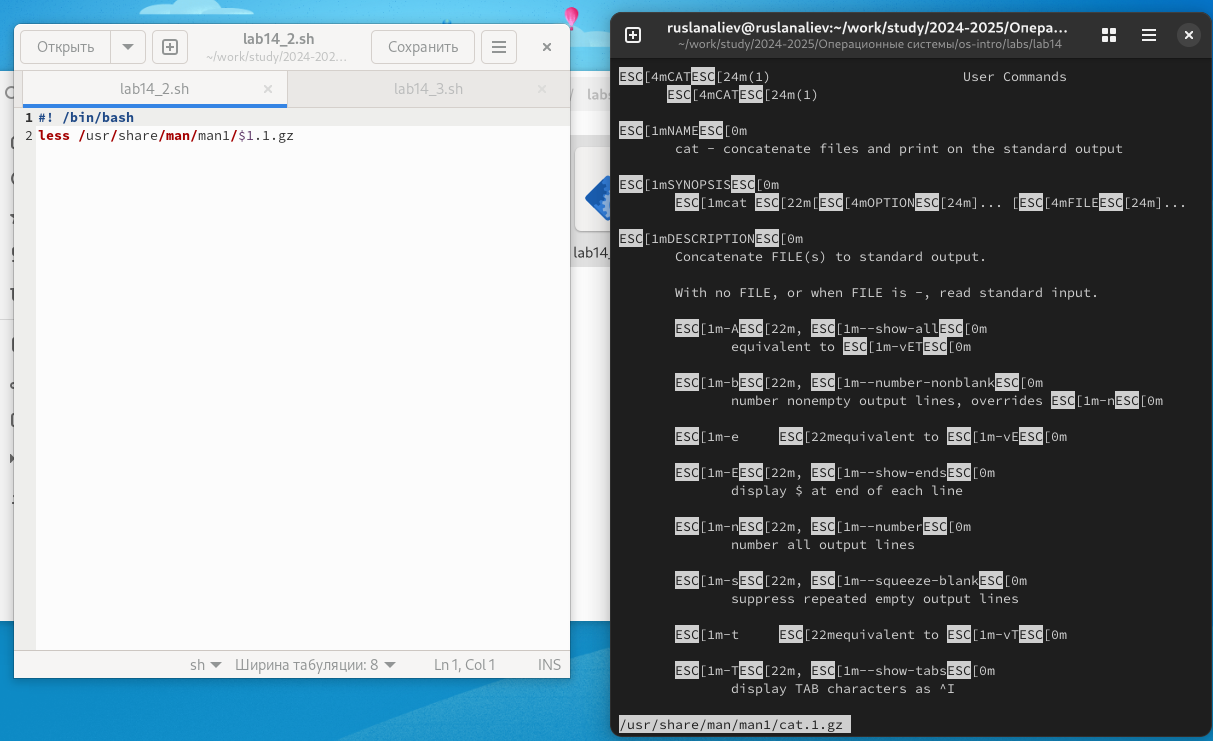 Открыть
lab14_2.sh
~/work/study/2024-202...
Сохранить
lab14_2.sh
lab14_3.sh
1 #! /bin/bash
2 less /usr/share/man/man1/$1.1.gz
sh
Ширина табуляции: 8
Ln 1, Col 1
INS
/ labs
lab14_
ruslanaliev@ruslanaliev:~/work/study/2024-2025/Опера...
~/work/study/2024-2025/Операционные системы/os-intro/labs/lab14
ESC[4mCATESC[24m(1) User Commands
ESC[4mCATESC[24m(1)
ESC[1mNAMEESC[0m
cat - concatenate files and print on the standard output
ESC[1mSYNOPSISESC[0m
ESC[1mcat ESC[22m[ESC[4mOPTIONESC[24m]... [ESC[4mFILEESC[24m]...
ESC[1mDESCRIPTIONESC[0m
Concatenate FILE(s) to standard output.
With no FILE, or when FILE is -, read standard input.
ESC[1m-AESC[22m, ESC[1m--show-allESC[0m
equivalent to ESC[1m-vETESC[0m
ESC[1m-bESC[22m, ESC[1m--number-nonblankESC[0m
number nonempty output lines, overrides ESC[1m-nESC[0m
ESC[1m-e ESC[22mequivalent to ESC[1m-vEESC[0m
ESC[1m-EESC[22m, ESC[1m--show-endsESC[0m
display $ at end of each line
ESC[1m-nESC[22m, ESC[1m--numberESC[0m
number all output lines
ESC[1m-sESC[22m, ESC[1m--squeeze-blankESC[0m
suppress repeated empty output lines
ESC[1m-t ESC[22mequivalent to ESC[1m-vTESC[0m
ESC[1m-TESC[22m, ESC[1m--show-tabsESC[0m
display TAB characters as ^I
/usr/share/man/man1/cat.1.gz